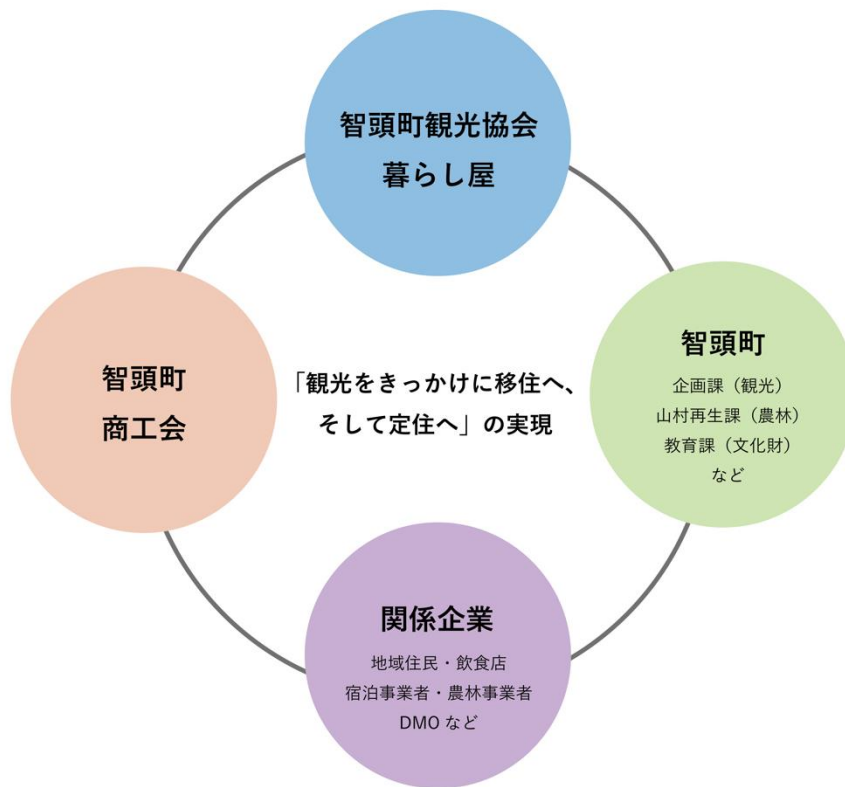 智頭町観光協会
暮らし屋
智頭町
企画課（観光）
山村再生課（農林）
教育課（文化財）
など
智頭町
商工会
「観光をきっかけに移住へ、
そして定住へ」の実現
関係企業
地域住民・飲食店
宿泊事業者・農林事業者
DMO など